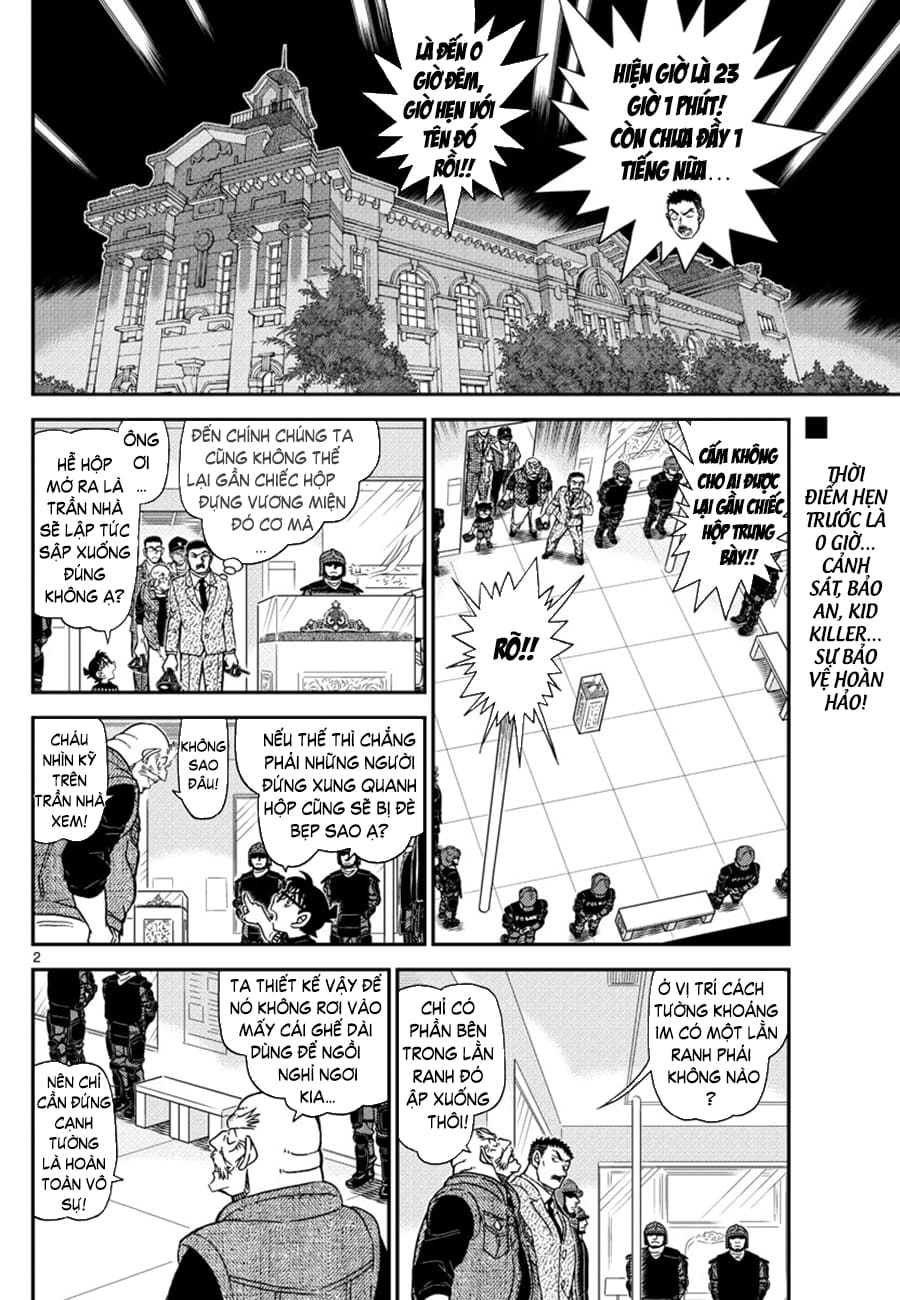 HIỆN GIỜ LÀ 23
GIỜ 1 PHÚT!
CÒN CHƯA ĐẦY 1
TIẾNG NỮA...
LÀ ĐẾN 0
GIỜ ĐÊM,
GIỜ HẸN VỚI
TÊN ĐÓ
RỒI!!
THỜI
ĐIỂM HẸN
TRƯỚC LÀ
0 GIỜ...
CẢNH
SÁT, BẢO
AN, KID
KILLER...
SỰ BẢO
VỆ HOÀN
HẢO!
CẤM KHÔNG
CHO AI ĐƯỢC
LẠI GẦN CHIẾC
HỘP TRƯNG
BÀY!!
RÕ!!
ĐẾN CHÍNH CHÚNG TA
CŨNG KHÔNG THỂ
LẠI GẦN CHIẾC HỘP
ĐỰNG VƯƠNG MIỆN
ĐÓ CƠ MÀ
...
ÔNG
ƠI
...
HỄ HỘP
MỞ RA LÀ
TRẦN NHÀ
SẼ LẬP TỨC
SẬP XUỐNG
ĐÚNG
KHÔNG Ạ?
NẾU THẾ THÌ CHẲNG
PHẢI NHỮNG NGƯỜI
ĐỨNG XUNG QUANH
HỘP CŨNG SẼ BỊ ĐÈ
BẸP SAO Ạ?
KHÔNG
SAO
ĐÂU!
CHÁU
NHÌN KỸ
TRÊN
TRẦN NHÀ
XEM!
2
Ở VỊ TRÍ CÁCH
TƯỜNG KHOẢNG
1M CÓ MỘT LẰN
RANH PHẢI
KHÔNG NÀO
?
CHỈ CÓ
PHẦN BÊN
TRONG LẰN
RANH ĐÓ
ẬP XUỐNG
THÔI!
TA THIẾT KẾ VẬY ĐỂ
NÓ KHÔNG RƠI VÀO
MẤY CÁI GHẾ DÀI
DÙNG ĐỂ NGỒI
NGHỈ NGƠI
KIA...
NÊN CHỈ
CẦN ĐỨNG
CẠNH
TƯỜNG
LÀ HOÀN
TOÀN VÔ
SỰ!